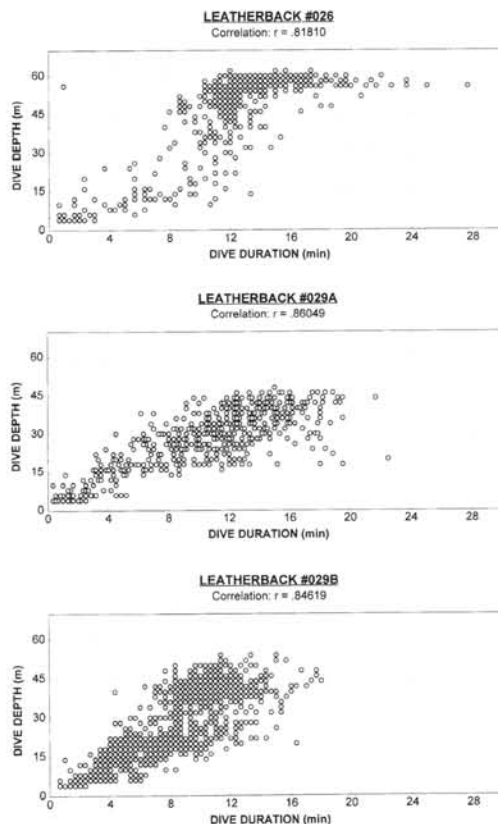 LEATHERBACK #026
Correlation: r = .81810
60
45
30
15
0
DIVE DEPTH (m)
0 4 8 12 16 20 24 28
DIVE DURATION (min)
LEATHERBACK #029A
Correlation: r = .86049
60
45
30
15
0
DIVE DEPTH (m)
0 4 8 12 16 20 24 28
DIVE DURATION (min)
LEATHERBACK #029B
Correlation: r = .84619
60
45
30
15
0
DIVE DEPTH (m)
0 4 8 12 16 20 24 28
DIVE DURATION (min)